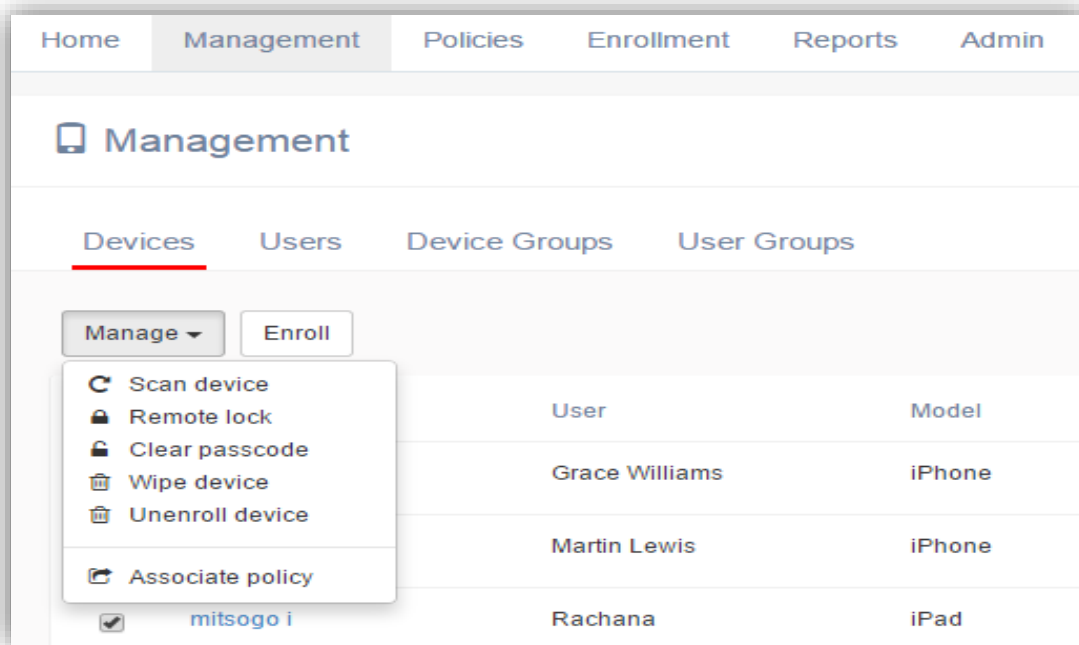 Home Management Policies Enrollment Reports Admin
Management
Devices Users Device Groups User Groups
Manage Enroll
Scan device
Remote lock
Clear passcode
Wipe device
Unenroll device
Associate policy
User Model
Grace Williams iPhone
Martin Lewis iPhone
mitsogo i Rachana iPad